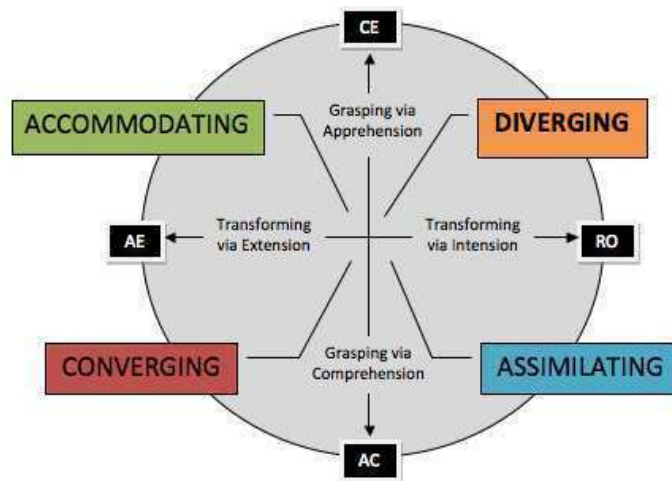 CE
Grasping via
Apprehension
ACCOMMODATING
DIVERGING
AE
Transforming
via Extension
Transforming
via Intension
RO
CONVERGING
Grasping via
Comprehension
ASSIMILATING
AC